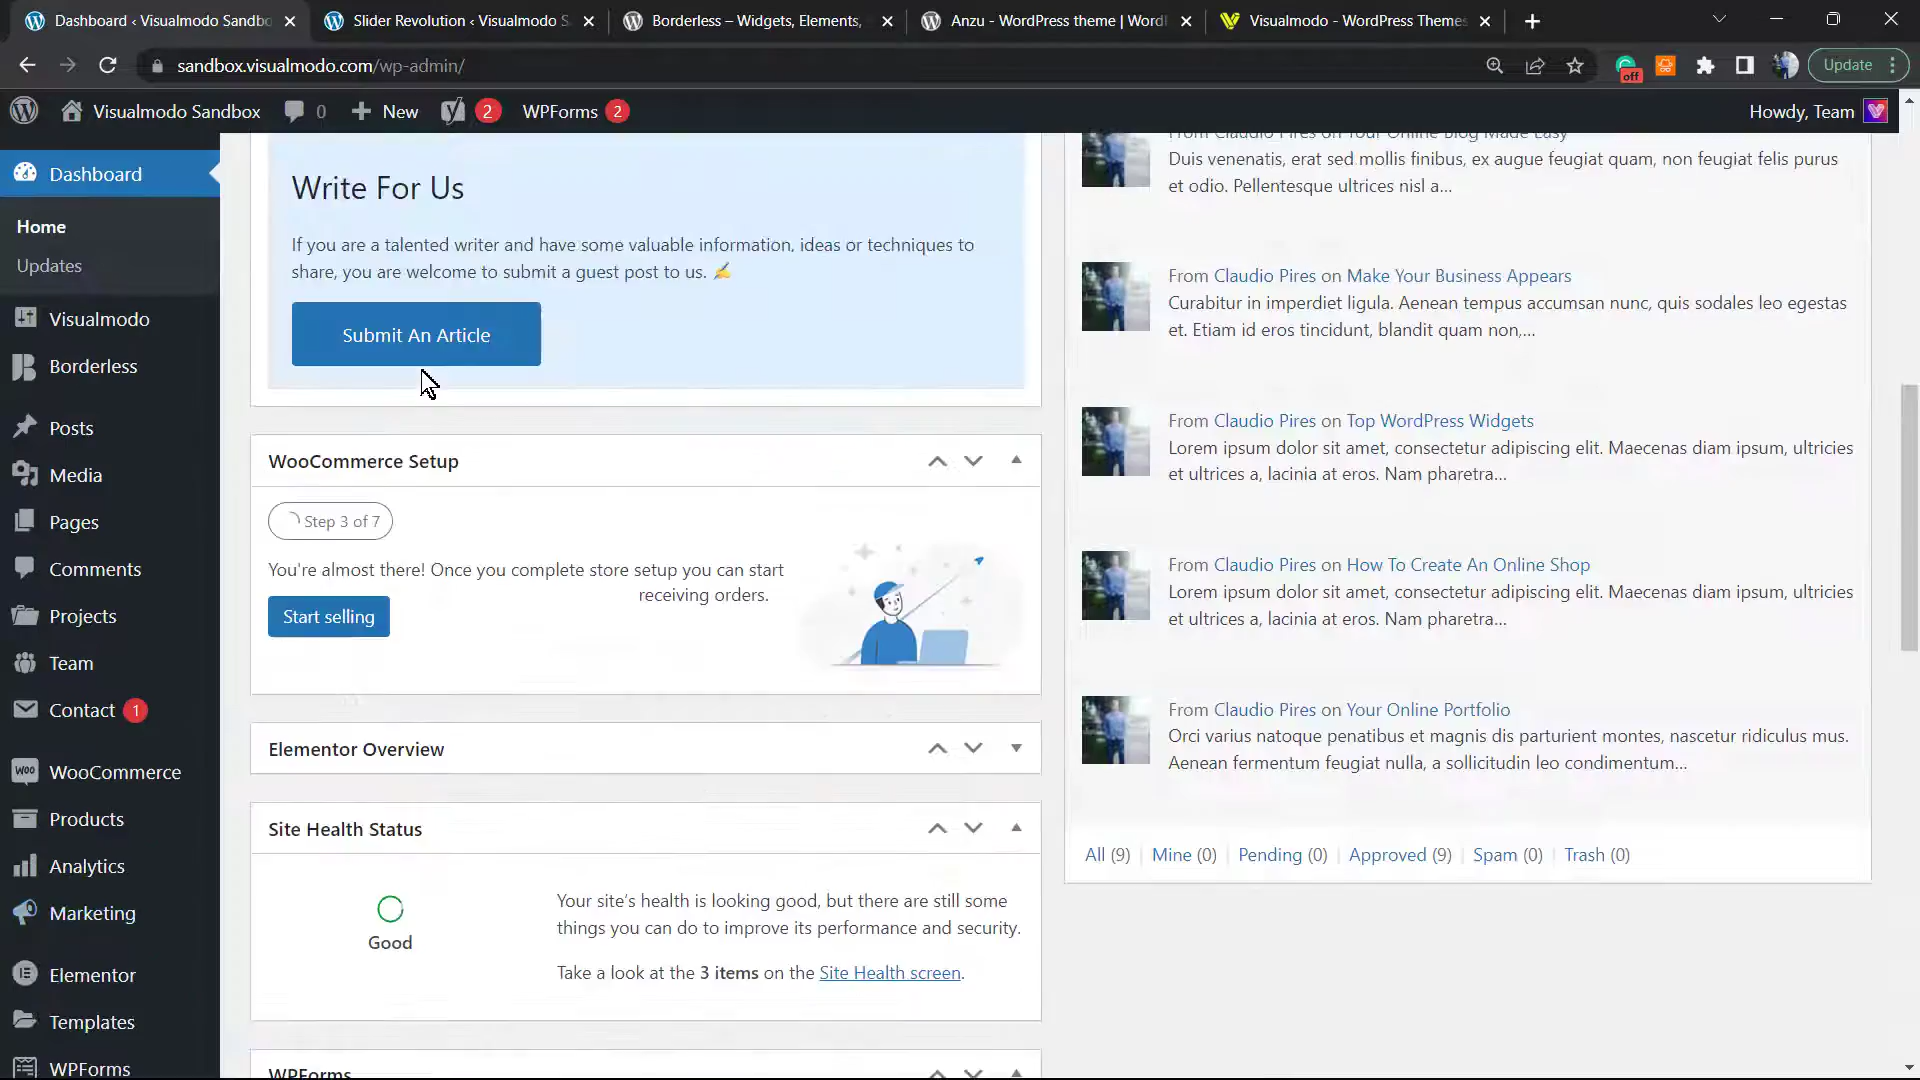 Dashboard ‹ Visualmodo Sandbo
Slider Revolution ‹ Visualmodo S
Borderless – Widgets, Elements,
Anzu - WordPress theme | Word
Visualmodo - WordPress Themes
sandbox.visualmodo.com/wp-admin/
off
Update
Visualmodo Sandbox
0
New
2
WPForms
2
Howdy, Team
Dashboard
Home
Updates
Visualmodo
Borderless
Posts
Media
Pages
Comments
Projects
Team
Contact 1
WooCommerce
Products
Analytics
Marketing
Elementor
Templates
WPForms
Write For Us
If you are a talented writer and have some valuable information, ideas or techniques to
share, you are welcome to submit a guest post to us. ✍
Submit An Article
WooCommerce Setup
Step 3 of 7
You're almost there! Once you complete store setup you can start
receiving orders.
Start selling
Elementor Overview
Site Health Status
Good
Your site's health is looking good, but there are still some
things you can do to improve its performance and security.
Take a look at the 3 items on the Site Health screen.
WPForms
From Claudio Pires on Your Online Blog Made Easy
Duis venenatis, erat sed mollis finibus, ex augue feugiat quam, non feugiat felis purus
et odio. Pellentesque ultrices nisl a...
From Claudio Pires on Make Your Business Appears
Curabitur in imperdiet ligula. Aenean tempus accumsan nunc, quis sodales leo egestas
et. Etiam id eros tincidunt, blandit quam non,...
From Claudio Pires on Top WordPress Widgets
Lorem ipsum dolor sit amet, consectetur adipiscing elit. Maecenas diam ipsum, ultricies
et ultrices a, lacinia at eros. Nam pharetra...
From Claudio Pires on How To Create An Online Shop
Lorem ipsum dolor sit amet, consectetur adipiscing elit. Maecenas diam ipsum, ultricies
et ultrices a, lacinia at eros. Nam pharetra...
From Claudio Pires on Your Online Portfolio
Orci varius natoque penatibus et magnis dis parturient montes, nascetur ridiculus mus.
Aenean fermentum feugiat nulla, a sollicitudin leo condimentum...
All (9) | Mine (0) | Pending (0) | Approved (9) | Spam (0) | Trash (0)